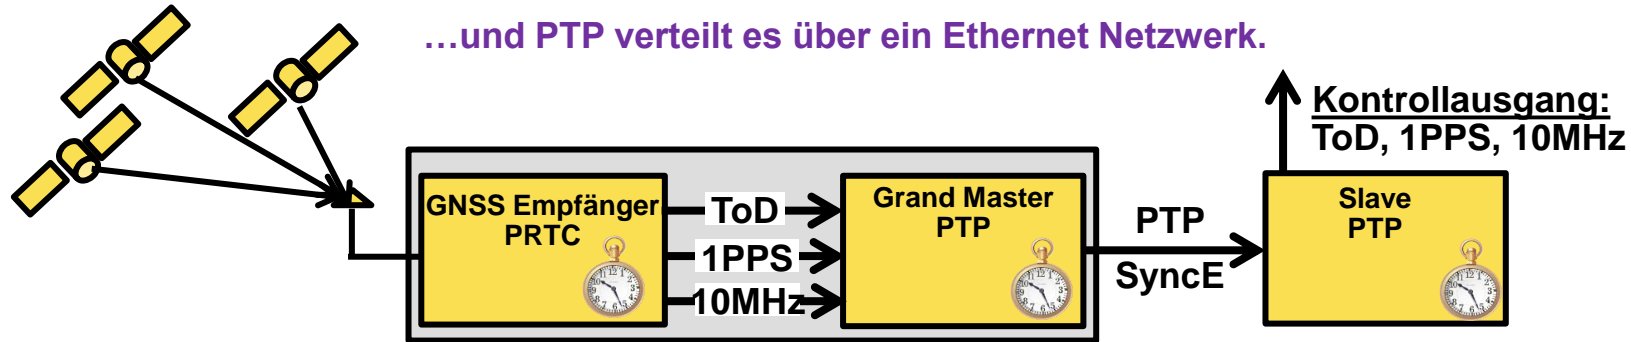 …und PTP verteilt es über ein Ethernet Netzwerk.
Kontrollausgang:
ToD, 1PPS, 10MHz
GNSS Empfänger
PRTC
ToD
1PPS
10MHz
Grand Master
PTP
PTP
SyncE
Slave
PTP